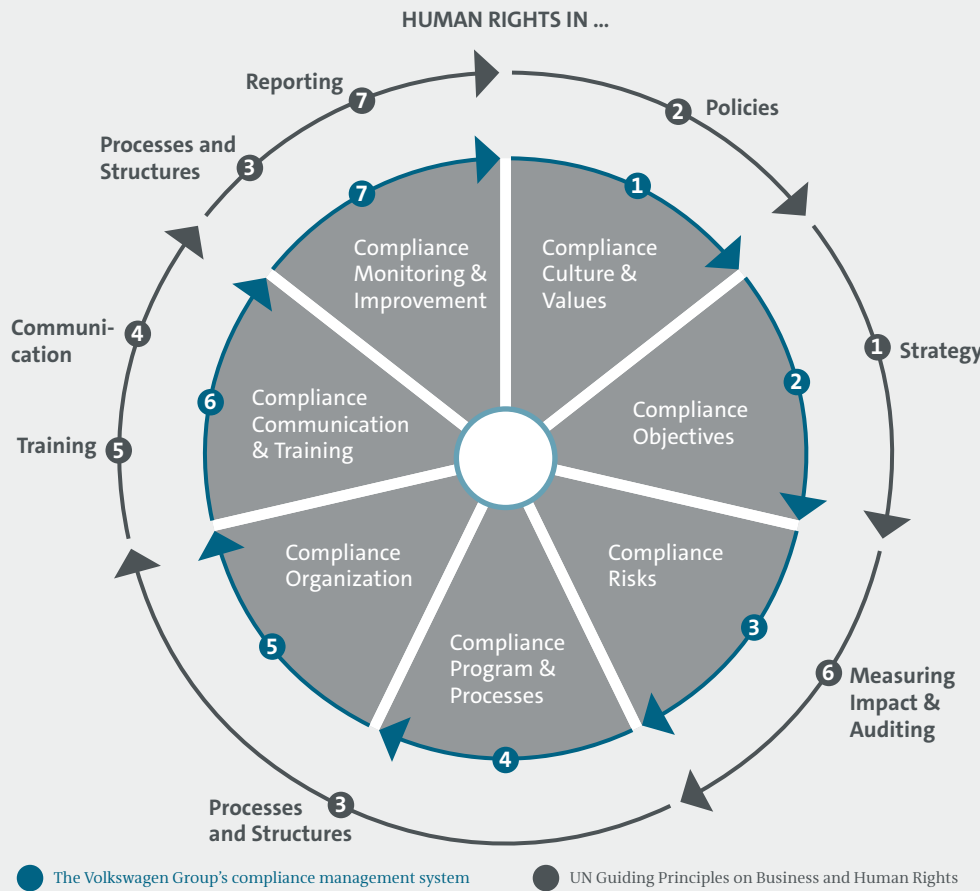 HUMAN RIGHTS IN ...
Reporting
7
2
Policies
Processes and
Structures
3
7
1
Compliance
Monitoring &
Improvement
Compliance
Culture &
Values
Communi-
cation
4
1
Strategy
6
2
Compliance
Communication
& Training
Compliance
Objectives
Training
5
Compliance
Organization
Compliance
Risks
5
3
Compliance
Program &
Processes
6
Measuring
Impact &
Auditing
4
Processes
and Structures
3
The Volkswagen Group's compliance management system
UN Guiding Principles on Business and Human Rights